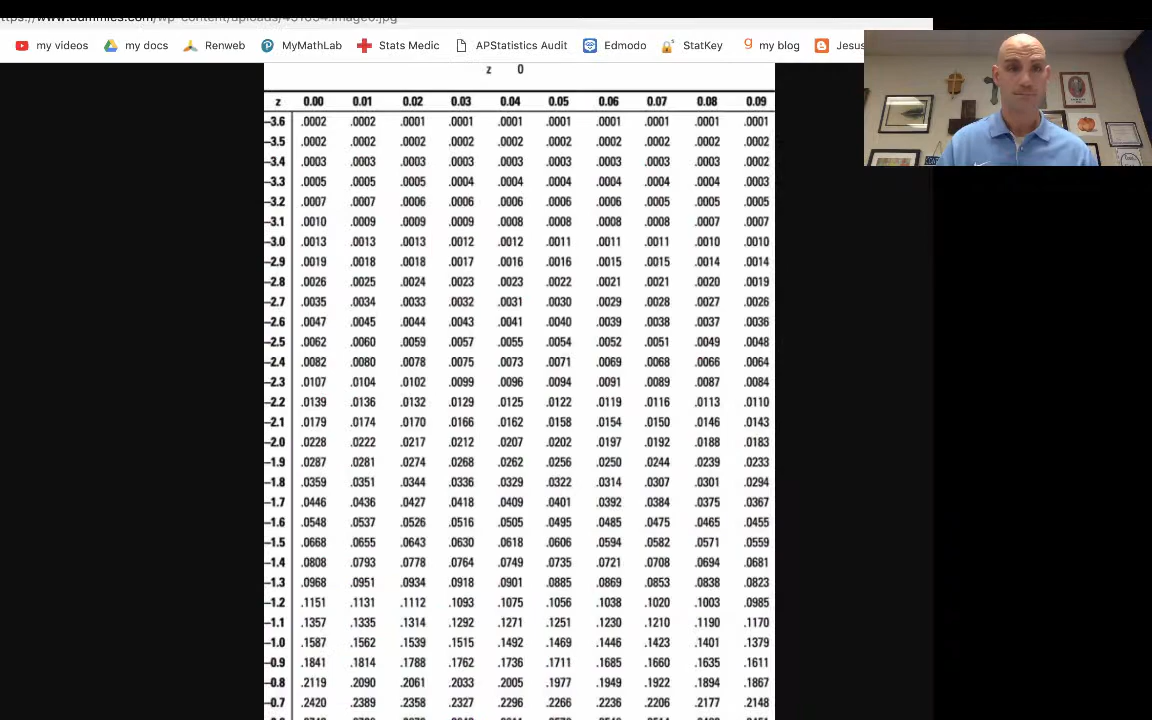 my videos my docs Renweb MyMathLab Stats Medic APStatistics Audit Edmodo StatKey my blog Jesus
z 0
z 0.00 0.01 0.02 0.03 0.04 0.05 0.06 0.07 0.08 0.09
–3.6 .0002 .0002 .0001 .0001 .0001 .0001 .0001 .0001 .0001 .0001
–3.5 .0002 .0002 .0002 .0002 .0002 .0002 .0002 .0002 .0002 .0002
–3.4 .0003 .0003 .0003 .0003 .0003 .0003 .0003 .0003 .0003 .0002
–3.3 .0005 .0005 .0005 .0004 .0004 .0004 .0004 .0004 .0004 .0003
–3.2 .0007 .0007 .0006 .0006 .0006 .0006 .0006 .0005 .0005 .0005
–3.1 .0010 .0009 .0009 .0009 .0008 .0008 .0008 .0008 .0007 .0007
–3.0 .0013 .0013 .0013 .0012 .0012 .0011 .0011 .0011 .0010 .0010
–2.9 .0019 .0018 .0018 .0017 .0016 .0016 .0015 .0015 .0014 .0014
–2.8 .0026 .0025 .0024 .0023 .0023 .0022 .0021 .0021 .0020 .0019
–2.7 .0035 .0034 .0033 .0032 .0031 .0030 .0029 .0028 .0027 .0026
–2.6 .0047 .0045 .0044 .0043 .0041 .0040 .0039 .0038 .0037 .0036
–2.5 .0062 .0060 .0059 .0057 .0055 .0054 .0052 .0051 .0049 .0048
–2.4 .0082 .0080 .0078 .0075 .0073 .0071 .0069 .0068 .0066 .0064
–2.3 .0107 .0104 .0102 .0099 .0096 .0094 .0091 .0089 .0087 .0084
–2.2 .0139 .0136 .0132 .0129 .0125 .0122 .0119 .0116 .0113 .0110
–2.1 .0179 .0174 .0170 .0166 .0162 .0158 .0154 .0150 .0146 .0143
–2.0 .0228 .0222 .0217 .0212 .0207 .0202 .0197 .0192 .0188 .0183
–1.9 .0287 .0281 .0274 .0268 .0262 .0256 .0250 .0244 .0239 .0233
–1.8 .0359 .0351 .0344 .0336 .0329 .0322 .0314 .0307 .0301 .0294
–1.7 .0446 .0436 .0427 .0418 .0409 .0401 .0392 .0384 .0375 .0367
–1.6 .0548 .0537 .0526 .0516 .0505 .0495 .0485 .0475 .0465 .0455
–1.5 .0668 .0655 .0643 .0630 .0618 .0606 .0594 .0582 .0571 .0559
–1.4 .0808 .0793 .0778 .0764 .0749 .0735 .0721 .0708 .0694 .0681
–1.3 .0968 .0951 .0934 .0918 .0901 .0885 .0869 .0853 .0838 .0823
–1.2 .1151 .1131 .1112 .1093 .1075 .1056 .1038 .1020 .1003 .0985
–1.1 .1357 .1335 .1314 .1292 .1271 .1251 .1230 .1210 .1190 .1170
–1.0 .1587 .1562 .1539 .1515 .1492 .1469 .1446 .1423 .1401 .1379
–0.9 .1841 .1814 .1788 .1762 .1736 .1711 .1685 .1660 .1635 .1611
–0.8 .2119 .2090 .2061 .2033 .2005 .1977 .1949 .1922 .1894 .1867
–0.7 .2420 .2389 .2358 .2327 .2296 .2266 .2236 .2206 .2177 .2148